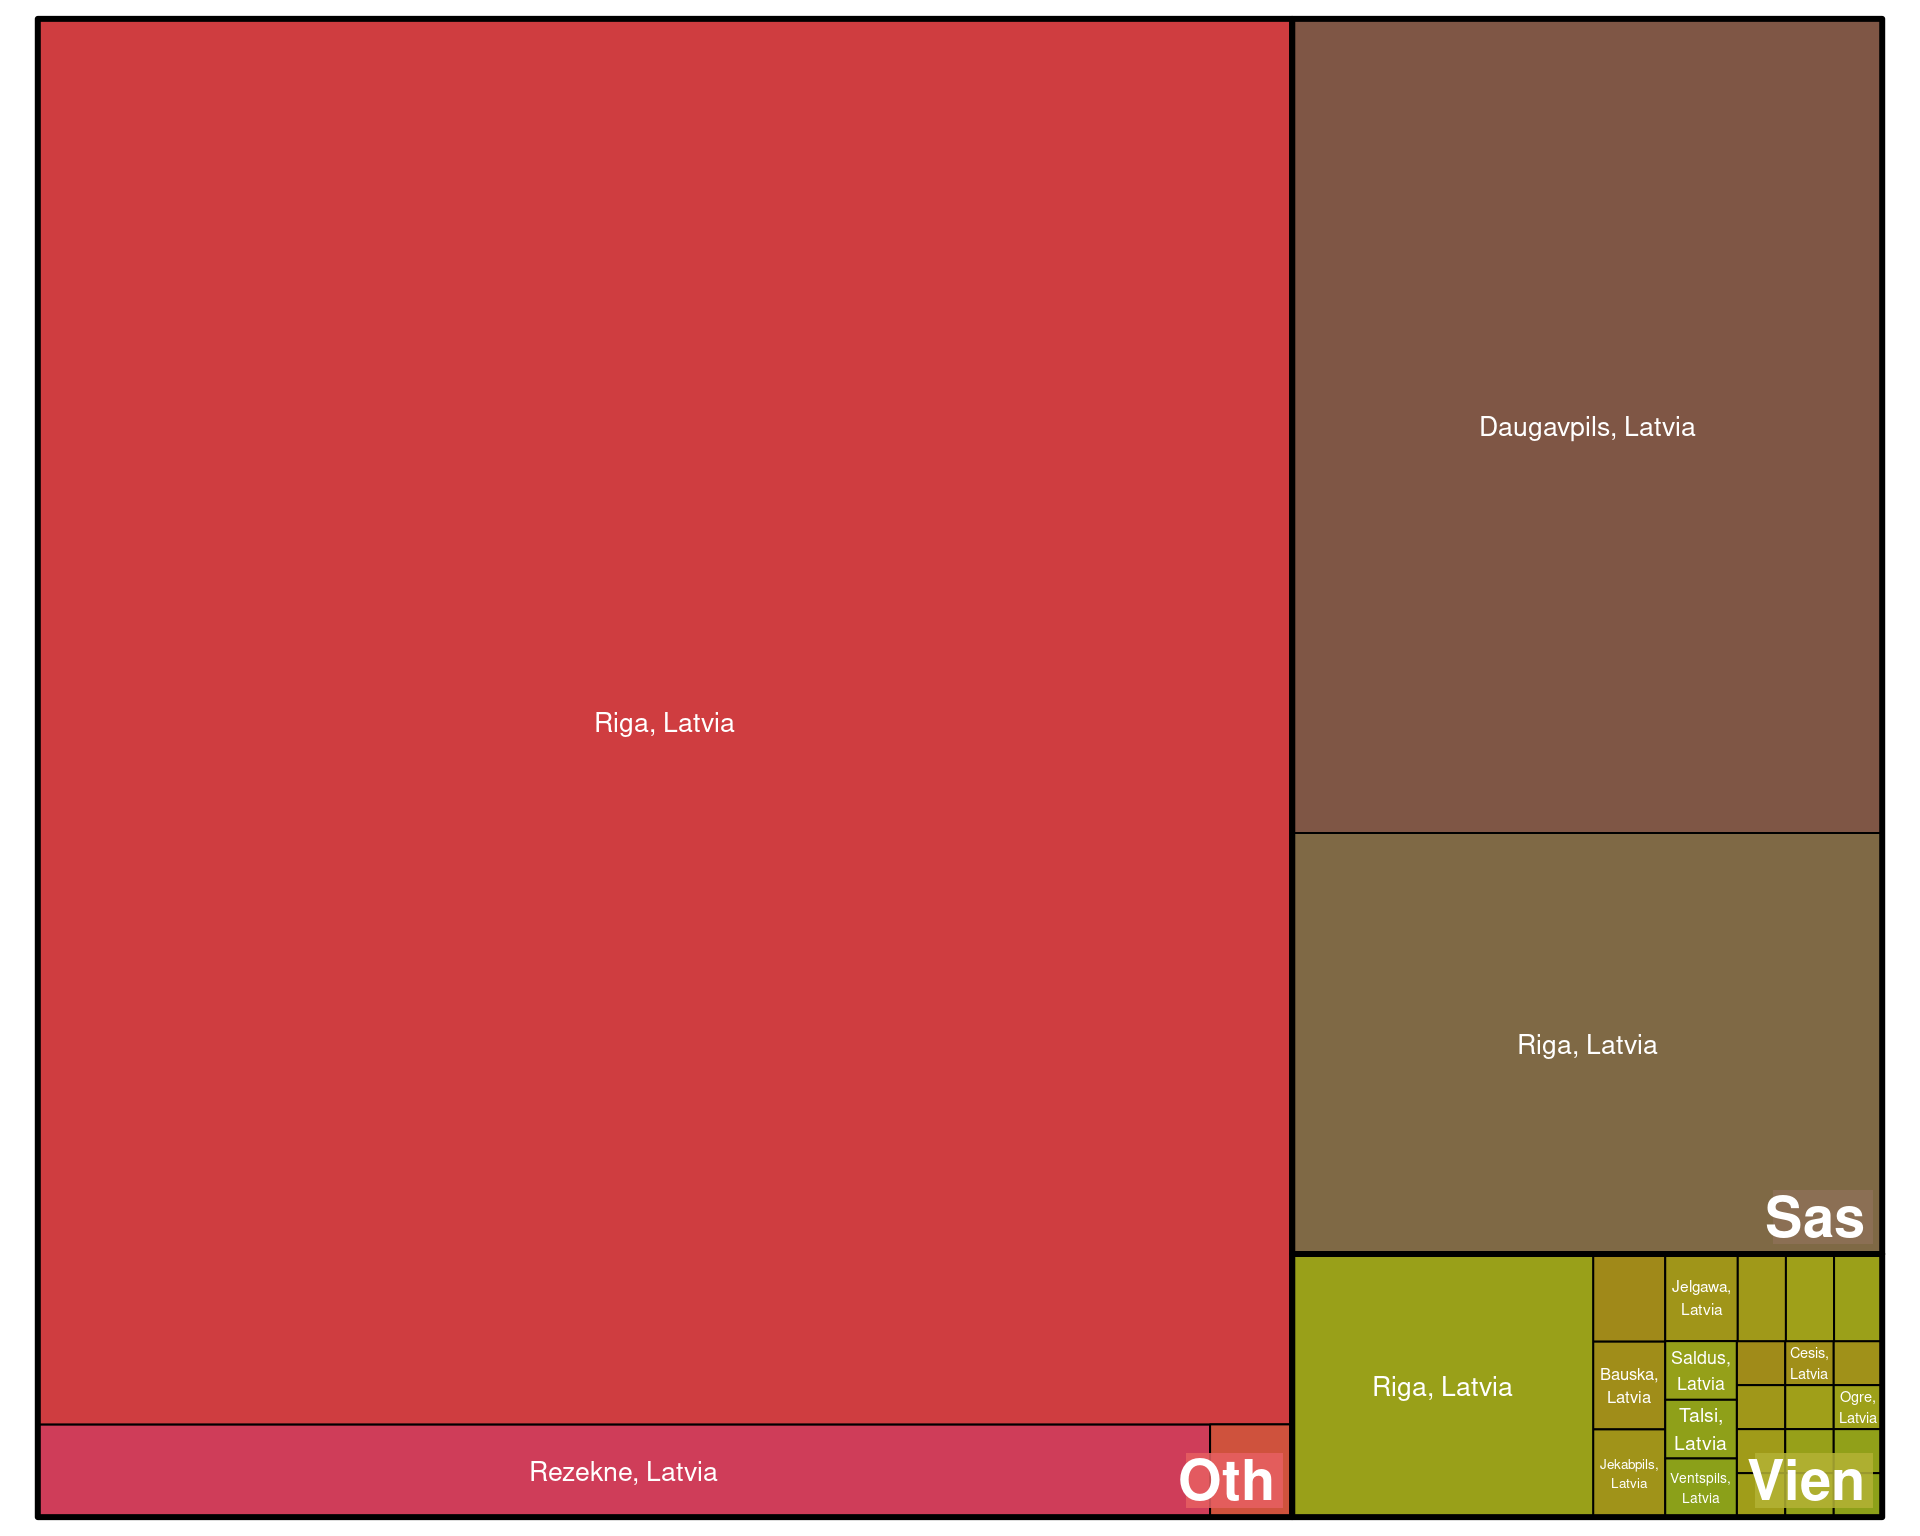 Riga, Latvia
Rezekne, Latvia
Oth
Daugavpils, Latvia
Riga, Latvia
Sas
Riga, Latvia
Bauska,
Latvia
Jekabpils,
Latvia
Jelgawa,
Latvia
Saldus,
Latvia
Talsi,
Latvia
Ventspils,
Latvia
Cesis,
Latvia
Ogre,
Latvia
Vien